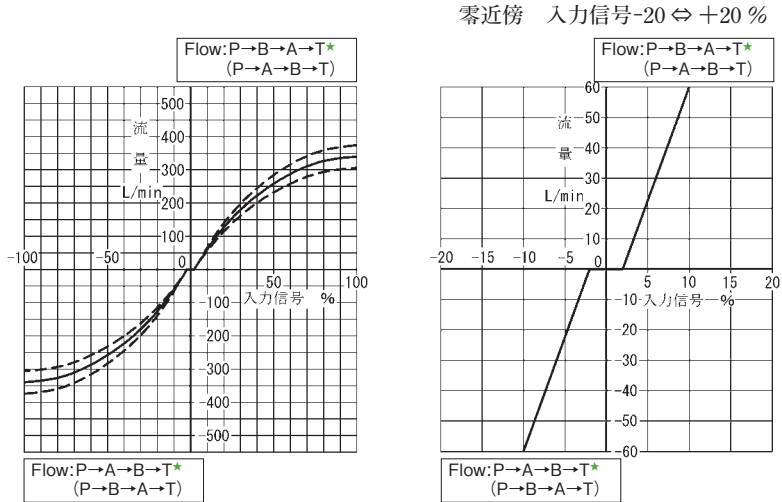 零近傍 入力信号-20 ⇔ +20 %
Flow:P→B→A→T★
(P→A→B→T)
500
流
400
量
300
L/min
200
100
-100
-50
0
50
100
入力信号 %
-100
-200
-300
-400
-500
Flow:P→A→B→T★
(P→B→A→T)
Flow:P→B→A→T★
(P→A→B→T)
60
50
流
40
量
30
L/min
20
10
-20
-15
-10
-5
0
5
10
15
20
-10
入力信号 %
-20
-30
-40
-50
-60
Flow:P→A→B→T★
(P→B→A→T)